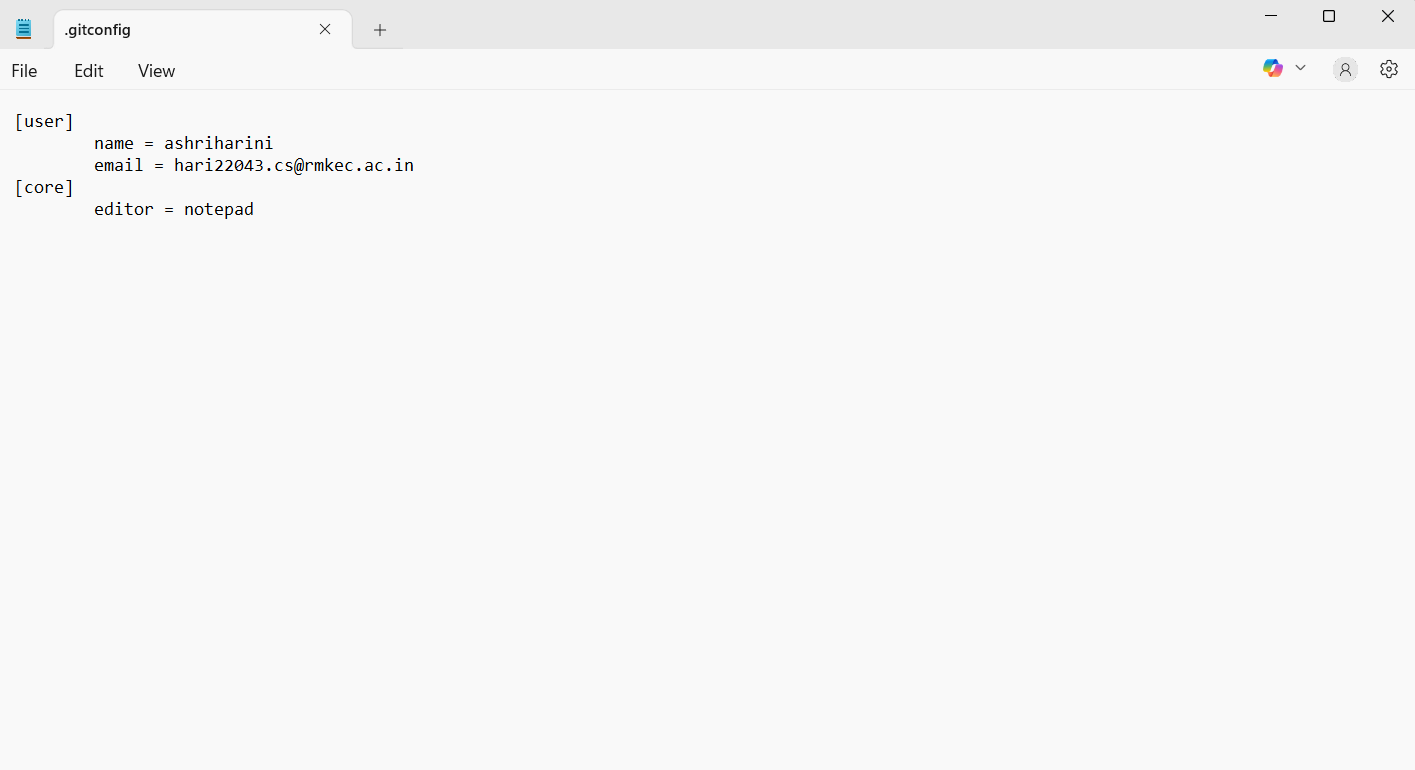 .gitconfig
File Edit View
[user]
name = ashriharini
email = hari22043.cs@rmkec.ac.in
[core]
editor = notepad